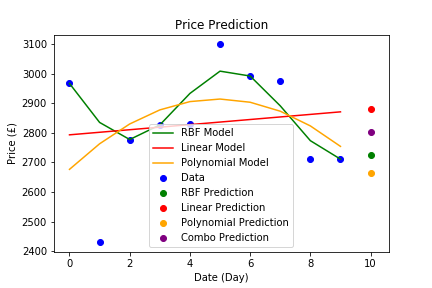 Price Prediction
Price (£)
3100
3000
2900
2800
2700
2600
2500
2400
RBF Model
Linear Model
Polynomial Model
Data
RBF Prediction
Linear Prediction
Polynomial Prediction
Combo Prediction
0 2 4 6 8 10
Date (Day)